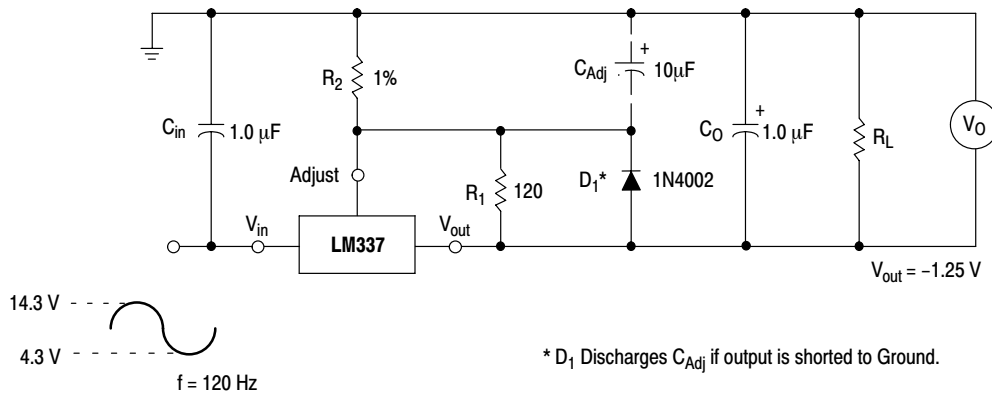 R2 1%
CAdj + 10μF
Cin 1.0 μF
CO + 1.0 μF
RL
VO
Adjust
R1 120
D1* 1N4002
Vin
LM337
Vout
Vout = –1.25 V
14.3 V
4.3 V
f = 120 Hz
* D1 Discharges CAdj if output is shorted to Ground.